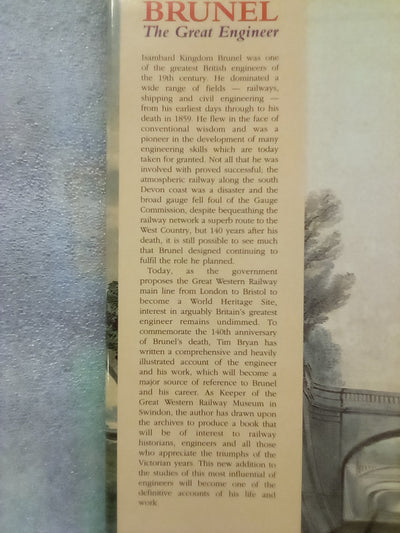 BRUNEL
The Great Engineer
Isambard Kingdom Brunel was one
of the greatest British engineers of
the 19th century. He dominated a
wide range of fields — railways,
shipping and civil engineering —
from his earliest days through to his
death in 1859. He flew in the face of
conventional wisdom and was a
pioneer in the development of many
engineering skills which are today
taken for granted. Not all that he was
involved with proved successful; the
atmospheric railway along the south
Devon coast was a disaster and the
broad gauge fell foul of the Gauge
Commission, despite bequeathing the
railway network a superb route to the
West Country, but 140 years after his
death, it is still possible to see much
that Brunel designed continuing to
fulfil the role he planned.
Today, as the government
proposes the Great Western Railway
main line from London to Bristol to
become a World Heritage Site,
interest in arguably Britain's greatest
engineer remains undimmed. To
commemorate the 140th anniversary
of Brunel's death, Tim Bryan has
written a comprehensive and heavily
illustrated account of the engineer
and his work, which will become a
major source of reference to Brunel
and his career. As Keeper of the
Great Western Railway Museum in
Swindon, the author has drawn upon
the archives to produce a book that
will be of interest to railway
historians, engineers and all those
who appreciate the triumphs of the
Victorian years. This new addition to
the studies of this most influential of
engineers will become one of the
definitive accounts of his life and
work.